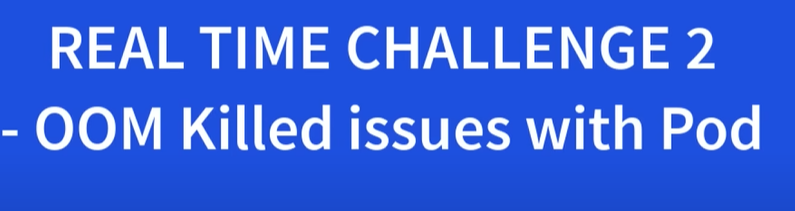 REAL TIME CHALLENGE 2
- OOM Killed issues with Pod